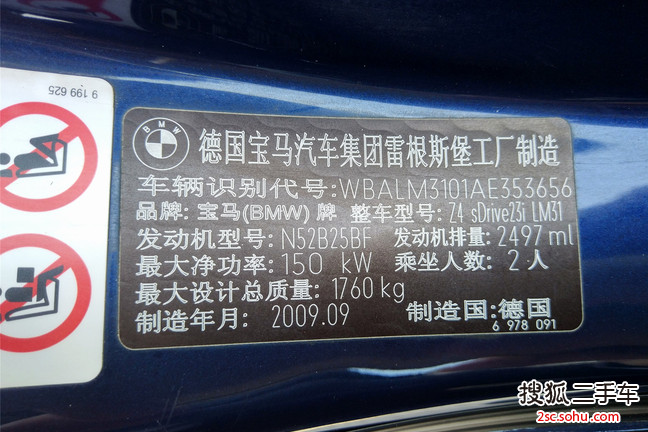 9 199 625
BMW
德国宝马汽车集团雷根斯堡工厂制造
车辆识别代号:WBALM3101AE353656
品牌: 宝马(BMW) 牌 整车型号: Z4 sDrive23i LM31
发动机型号: N52B25BF 发动机排量: 2497 ml
最大净功率: 150 kW 乘坐人数: 2 人
最大设计总质量: 1760 kg
制造年月: 2009.09 制造国:德国
6 978 091
搜狐二手车
2sc.sohu.com